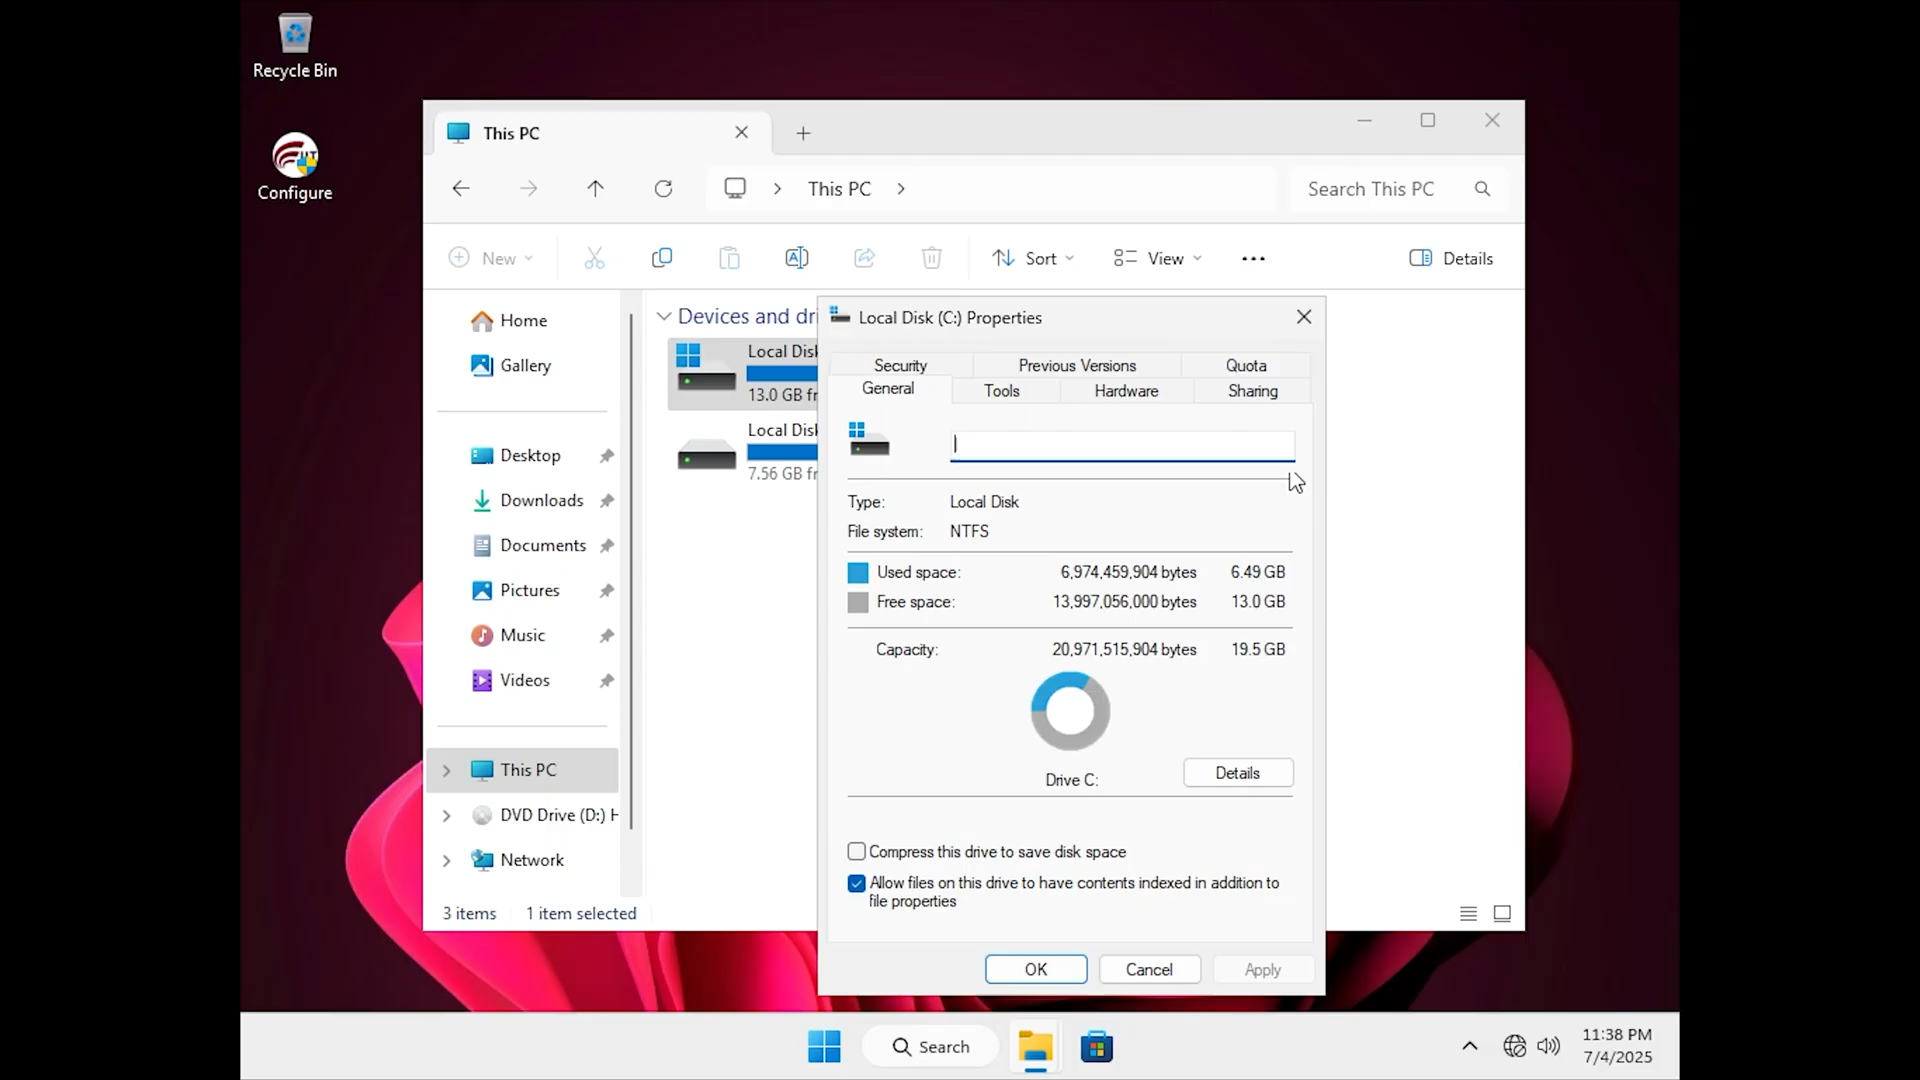 Recycle Bin
Configure
This PC
This PC
Search This PC
New
Sort
View
Details
Home
Gallery
Desktop
Downloads
Documents
Pictures
Music
Videos
This PC
DVD Drive (D:) H
Network
Devices and dri
Local Disk
13.0 GB fr
Local Disk
7.56 GB fr
3 items
1 item selected
Local Disk (C:) Properties
Security
Previous Versions
Quota
General
Tools
Hardware
Sharing
Type: Local Disk
File system: NTFS
Used space: 6,974,459,904 bytes 6.49 GB
Free space: 13,997,056,000 bytes 13.0 GB
Capacity: 20,971,515,904 bytes 19.5 GB
Drive C:
Details
Compress this drive to save disk space
Allow files on this drive to have contents indexed in addition to
file properties
OK
Cancel
Apply
Search
11:38 PM
7/4/2025